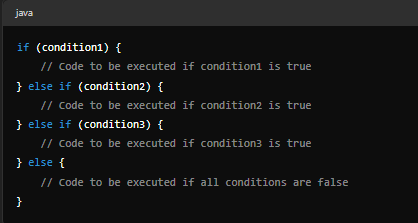 java
if (condition1) {
    // Code to be executed if condition1 is true
} else if (condition2) {
    // Code to be executed if condition2 is true
} else if (condition3) {
    // Code to be executed if condition3 is true
} else {
    // Code to be executed if all conditions are false
}